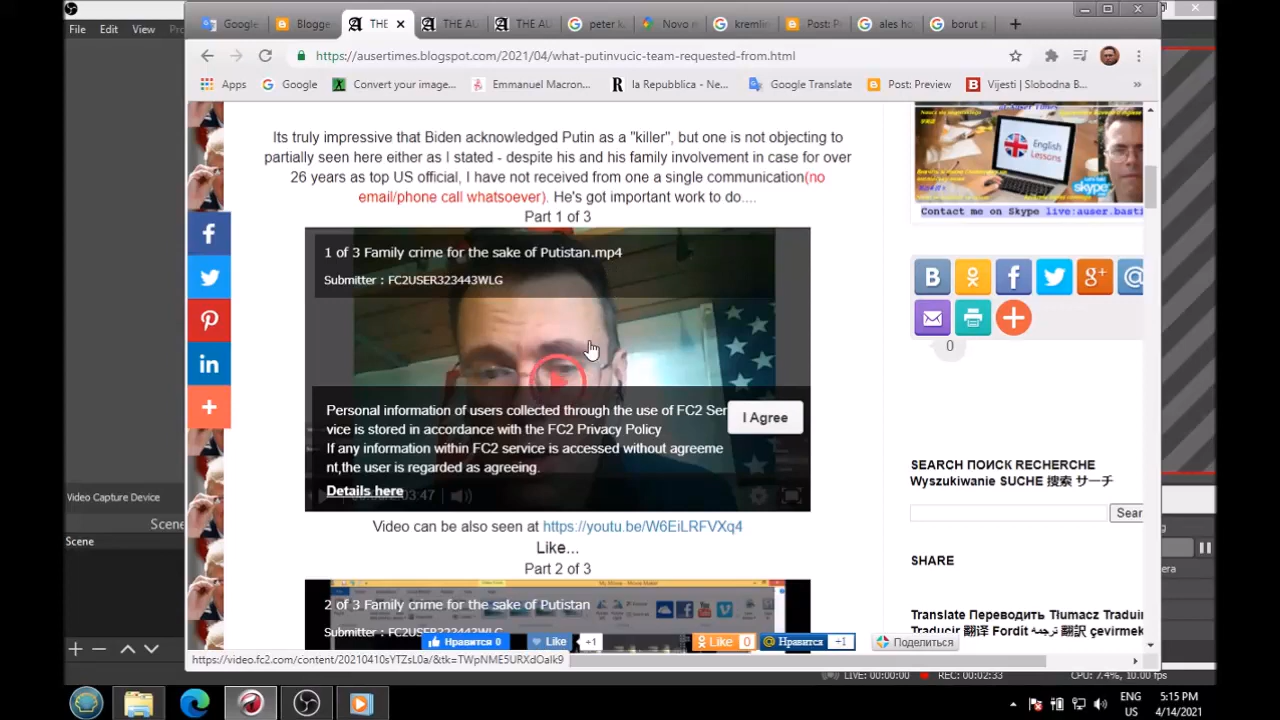 File Edit View
Google
Blogge
THE
THE AU
THE AU
peter k
Novo m
kremlin
Post: P
ales ho
borut p
https://ausertimes.blogspot.com/2021/04/what-putinvucic-team-requested-from.html
Apps
Google
Convert your image...
Emmanuel Macron...
la Repubblica - Ne...
Google Translate
Post: Preview
Vijesti | Slobodna B...
»
Its truly impressive that Biden acknowledged Putin as a "killer", but one is not objecting to
partially seen here either as I stated - despite his and his family involvement in case for over
26 years as top US official, I have not received from one a single communication(no
email/phone call whatsoever). He's got important work to do....
Part 1 of 3
1 of 3 Family crime for the sake of Putistan.mp4
Submitter : FC2USER323443WLG
Personal information of users collected through the use of FC2 Ser
vice is stored in accordance with the FC2 Privacy Policy
If any information within FC2 service is accessed without agreeme
nt,the user is regarded as agreeing.
Details here
I Agree
03:47
Video can be also seen at https://youtu.be/W6EiLRFVXq4
Like...
Part 2 of 3
2 of 3 Family crime for the sake of Putistan
Submitter : FC2USER323443WLG
Нравится 0
Like
+1
Like 0
Нравится
+1
Поделиться
English
Lessons
skype
Contact me on Skype live:auser.basti
0
SEARCH ПОИСК RECHERCHE
Wyszukiwanie SUCHE 搜索 サーチ
Sear
SHARE
Translate Переводить Tłumacz Traduir
Traducir 翻译 Fordit ترجمة 翻訳 çevirmek
Video Capture Device
Scene
Scene
https://video.fc2.com/content/20210410sYTZsL0a/&tk=TWpNME5URXdOalk9
LIVE: 00:00:00
REC: 00:02:33
CPU: 7.4%, 10.00 fps
ENG
US
5:15 PM
4/14/2021